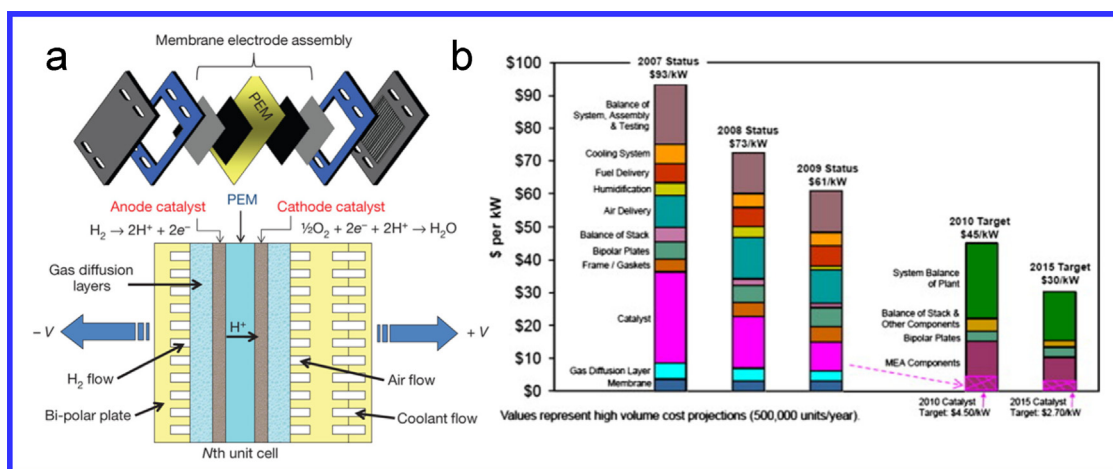 a
Membrane electrode assembly
PEM
PEM
Anode catalyst
Cathode catalyst
H₂ → 2H⁺ + 2e⁻
½O₂ + 2e⁻ + 2H⁺ → H₂O
Gas diffusion
layers
– V
H⁺
+ V
H₂ flow
Air flow
Bi-polar plate
Coolant flow
Nth unit cell
b
$ per kW
$100
$90
$80
$70
$60
$50
$40
$30
$20
$10
$0
2007 Status
$93/kW
Balance of
System, Assembly
& Testing
Cooling System
Fuel Delivery
Humidification
Air Delivery
Balance of Stack
Bipolar Plates
Frame / Gaskets
Catalyst
Gas Diffusion Layer
Membrane
2008 Status
$73/kW
2009 Status
$61/kW
2010 Target
$45/kW
System Balance
of Plant
Balance of Stack &
Other Components
Bipolar Plates
MEA Components
2015 Target
$30/kW
2010 Catalyst
Target: $4.50/kW
2015 Catalyst
Target: $2.70/kW
Values represent high volume cost projections (500,000 units/year).